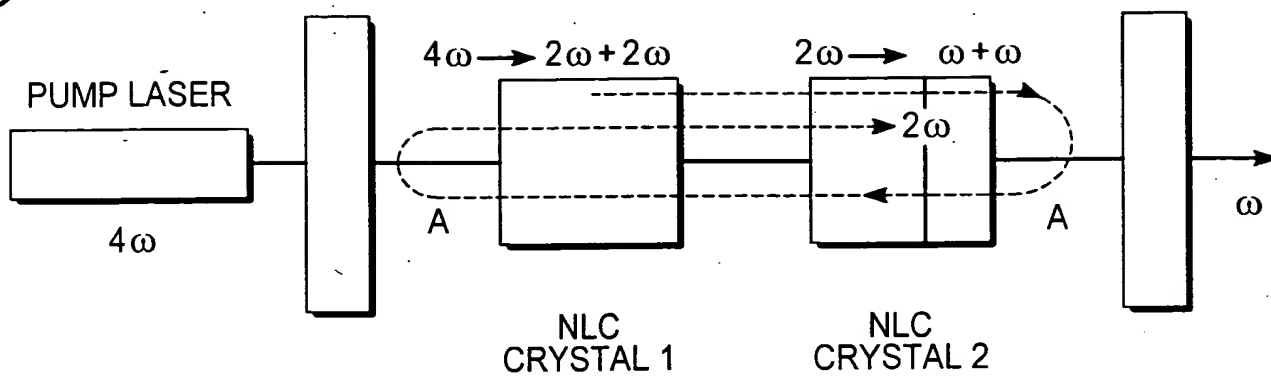 4ω → 2ω + 2ω
2ω → ω + ω
PUMP LASER
2ω
4ω
A
A
ω
NLC
CRYSTAL 1
NLC
CRYSTAL 2